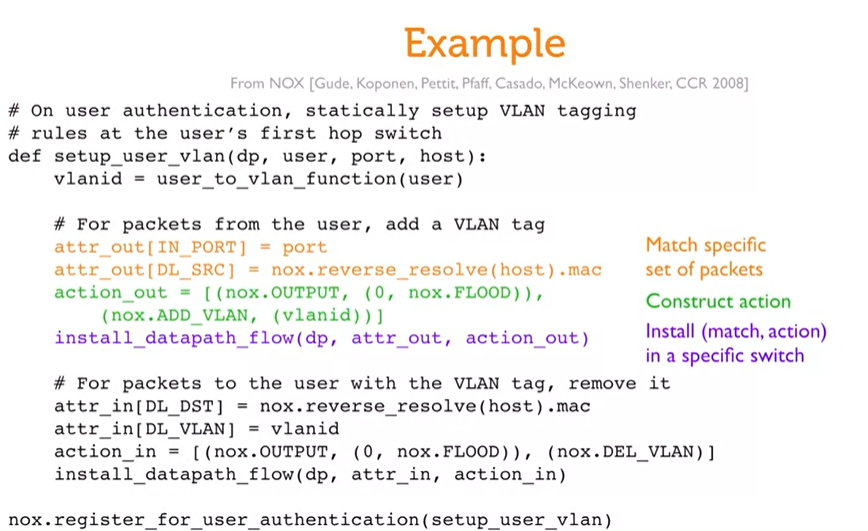 Example
From NOX [Gude, Koponen, Pettit, Pfaff, Casado, McKeown, Shenker, CCR 2008]
# On user authentication, statically setup VLAN tagging
# rules at the user’s first hop switch
def setup_user_vlan(dp, user, port, host):
    vlanid = user_to_vlan_function(user)
    # For packets from the user, add a VLAN tag
    attr_out[IN_PORT] = port
    attr_out[DL_SRC] = nox.reverse_resolve(host).mac
    action_out = [(nox.OUTPUT, (0, nox.FLOOD)),
        (nox.ADD_VLAN, (vlanid))]
    install_datapath_flow(dp, attr_out, action_out)
Match specific
set of packets
Construct action
Install (match, action)
in a specific switch
    # For packets to the user with the VLAN tag, remove it
    attr_in[DL_DST] = nox.reverse_resolve(host).mac
    attr_in[DL_VLAN] = vlanid
    action_in = [(nox.OUTPUT, (0, nox.FLOOD)), (nox.DEL_VLAN)]
    install_datapath_flow(dp, attr_in, action_in)
nox.register_for_user_authentication(setup_user_vlan)